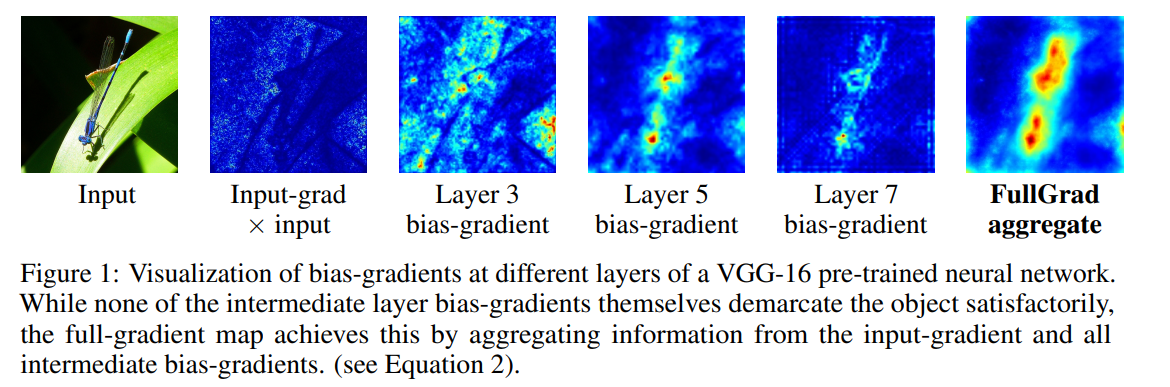 Input
Input-grad
× input
Layer 3
bias-gradient
Layer 5
bias-gradient
Layer 7
bias-gradient
FullGrad
aggregate
Figure 1: Visualization of bias-gradients at different layers of a VGG-16 pre-trained neural network.
While none of the intermediate layer bias-gradients themselves demarcate the object satisfactorily,
the full-gradient map achieves this by aggregating information from the input-gradient and all
intermediate bias-gradients. (see Equation 2).